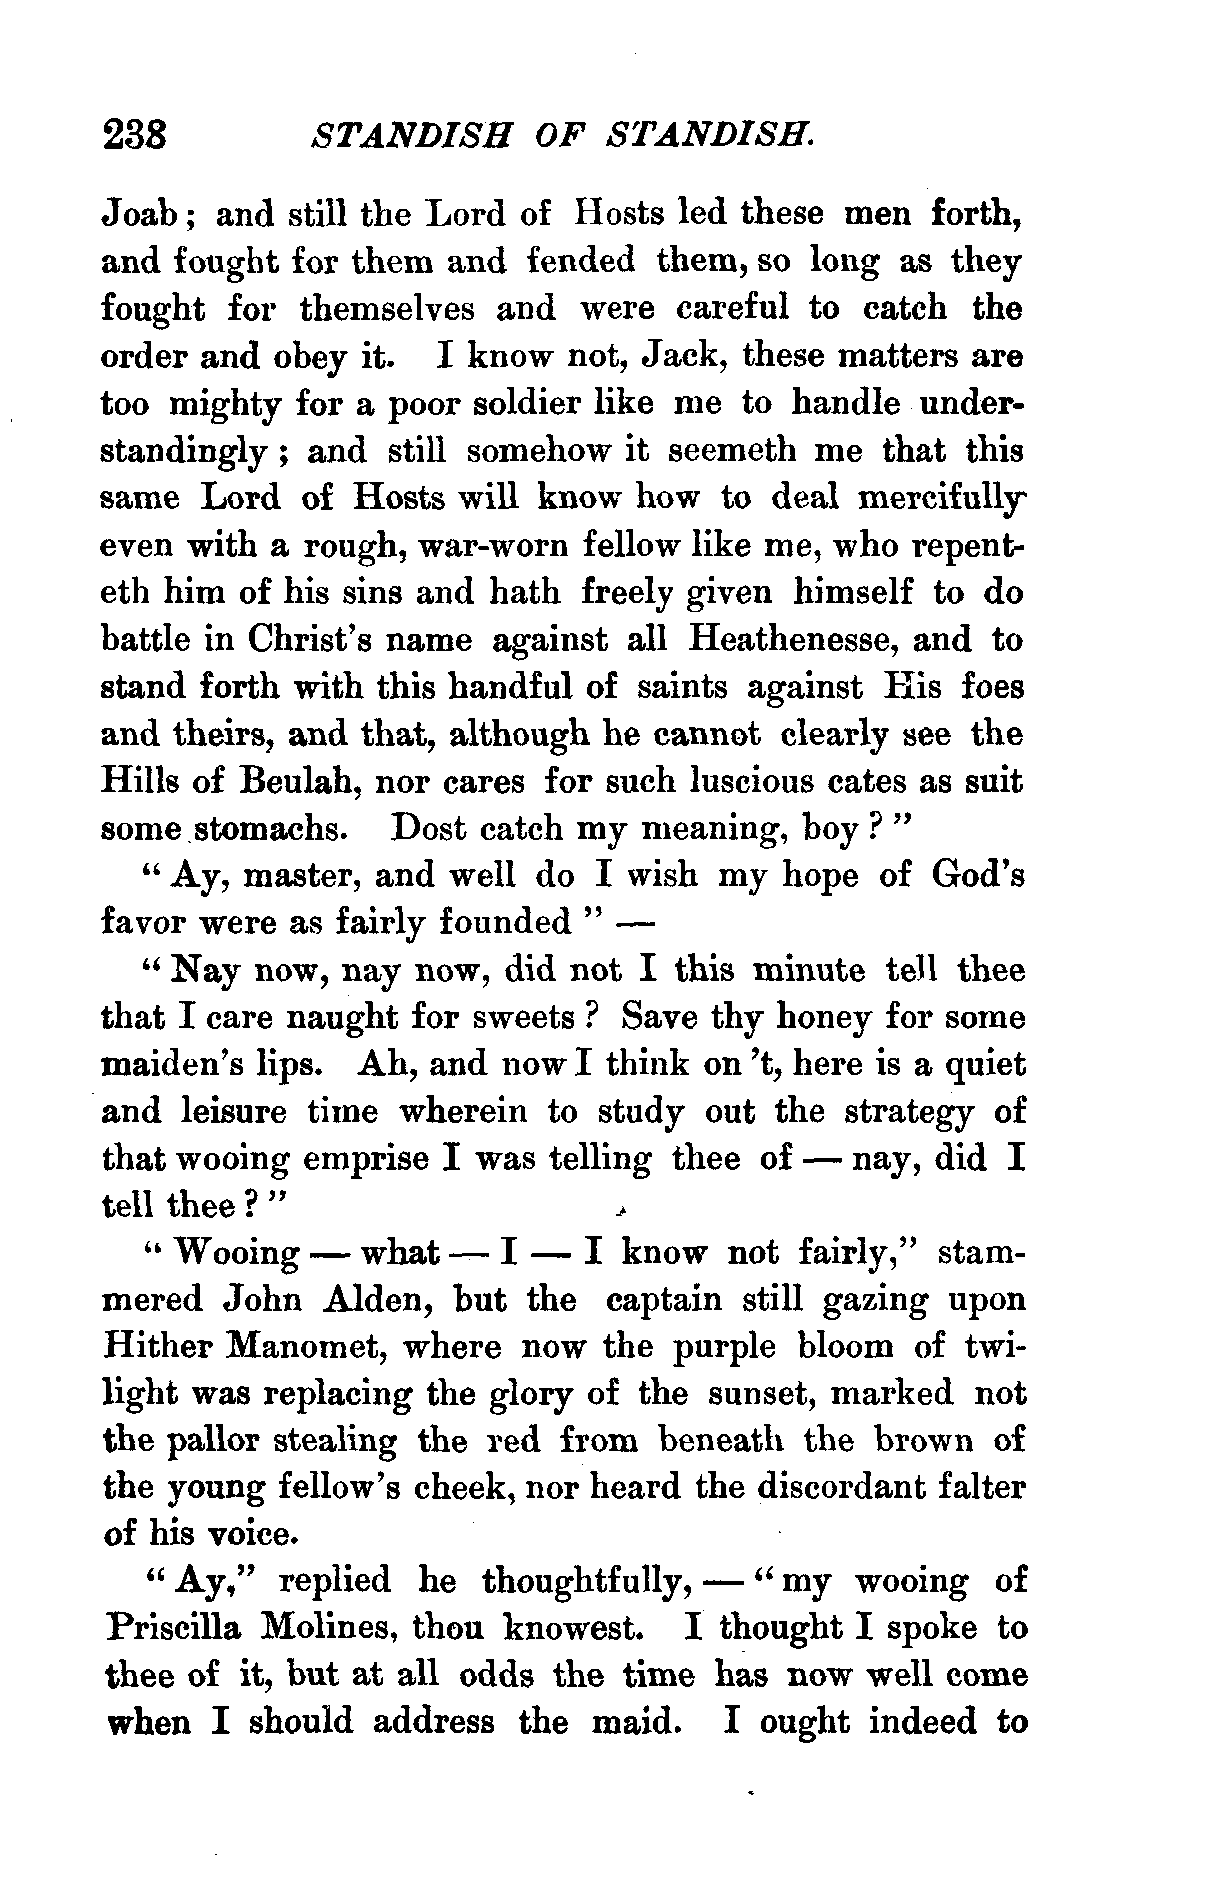 238 STANDISH OF STANDISH.
Joab; and still the Lord of Hosts led these men forth,
and fought for them and fended them, so long as they
fought for themselves and were careful to catch the
order and obey it. I know not, Jack, these matters are
too mighty for a poor soldier like me to handle under-
standingly; and still somehow it seemeth me that this
same Lord of Hosts will know how to deal mercifully
even with a rough, war-worn fellow like me, who repent-
eth him of his sins and hath freely given himself to do
battle in Christ's name against all Heathenesse, and to
stand forth with this handful of saints against His foes
and theirs, and that, although he cannot clearly see the
Hills of Beulah, nor cares for such luscious cates as suit
some stomachs. Dost catch my meaning, boy?"
"Ay, master, and well do I wish my hope of God's
favor were as fairly founded" —
"Nay now, nay now, did not I this minute tell thee
that I care naught for sweets? Save thy honey for some
maiden's lips. Ah, and now I think on 't, here is a quiet
and leisure time wherein to study out the strategy of
that wooing emprise I was telling thee of — nay, did I
tell thee?"
"Wooing — what — I — I know not fairly," stam-
mered John Alden, but the captain still gazing upon
Hither Manomet, where now the purple bloom of twi-
light was replacing the glory of the sunset, marked not
the pallor stealing the red from beneath the brown of
the young fellow's cheek, nor heard the discordant falter
of his voice.
"Ay," replied he thoughtfully, — "my wooing of
Priscilla Molines, thou knowest. I thought I spoke to
thee of it, but at all odds the time has now well come
when I should address the maid. I ought indeed to